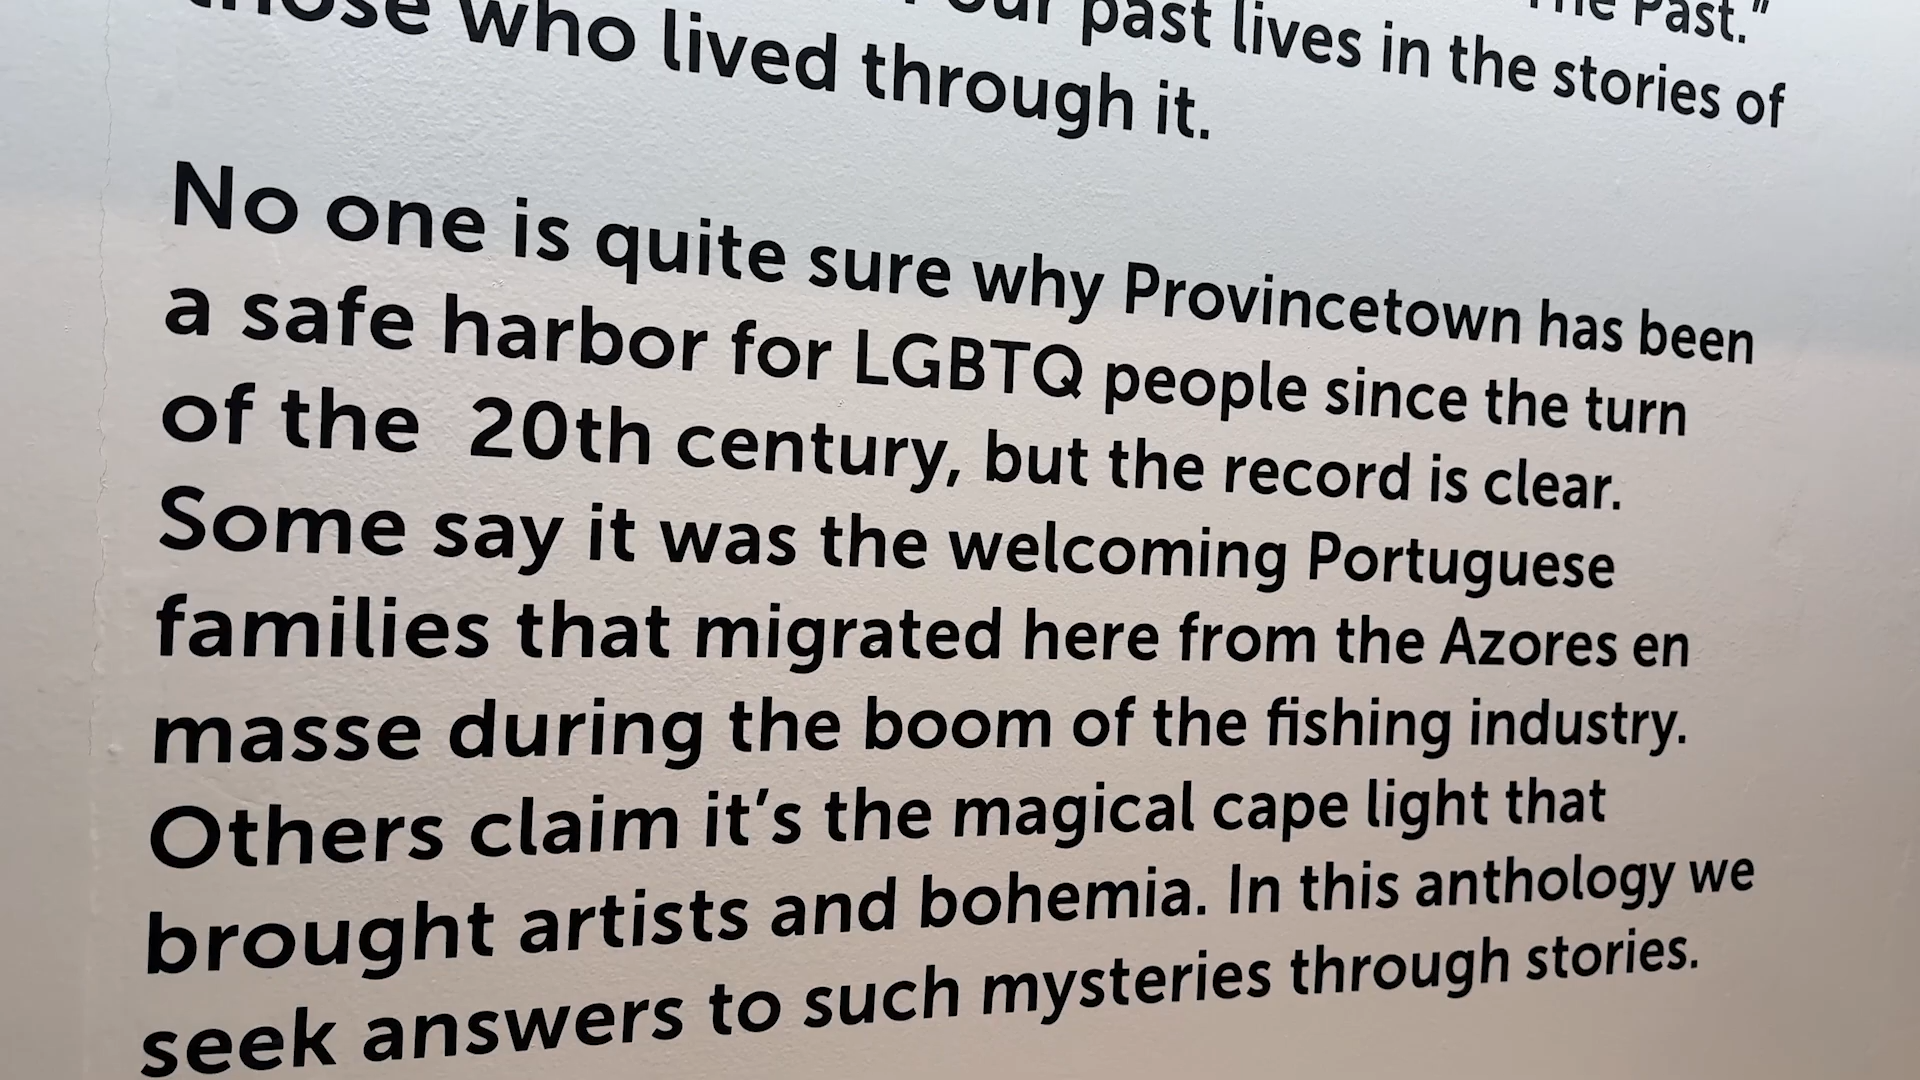 The Past."
our past lives in the stories of
those who lived through it.
No one is quite sure why Provincetown has been
a safe harbor for LGBTQ people since the turn
of the 20th century, but the record is clear.
Some say it was the welcoming Portuguese
families that migrated here from the Azores en
masse during the boom of the fishing industry.
Others claim it’s the magical cape light that
brought artists and bohemia. In this anthology we
seek answers to such mysteries through stories.